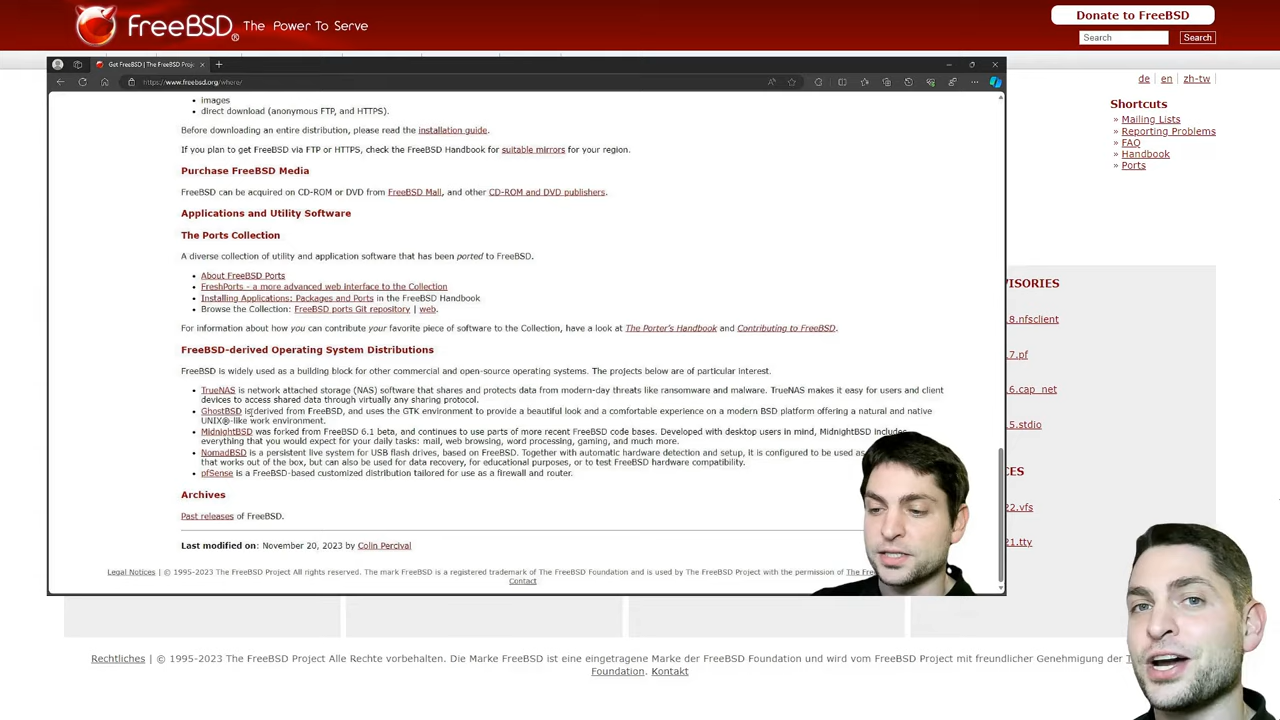 FreeBSD® The Power To Serve
Donate to FreeBSD
Search
Search
de | en | zh-tw
Shortcuts
» Mailing Lists
» Reporting Problems
» FAQ
» Handbook
» Ports
Get FreeBSD | The FreeBSD Proj
https://www.freebsd.org/where/
images
direct download (anonymous FTP, and HTTPS).
Before downloading an entire distribution, please read the installation guide.
If you plan to get FreeBSD via FTP or HTTPS, check the FreeBSD Handbook for suitable mirrors for your region.
Purchase FreeBSD Media
FreeBSD can be acquired on CD-ROM or DVD from FreeBSD Mall, and other CD-ROM and DVD publishers.
Applications and Utility Software
The Ports Collection
A diverse collection of utility and application software that has been ported to FreeBSD.
About FreeBSD Ports
FreshPorts - a more advanced web interface to the Collection
Installing Applications: Packages and Ports in the FreeBSD Handbook
Browse the Collection: FreeBSD ports Git repository | web.
For information about how you can contribute your favorite piece of software to the Collection, have a look at The Porter's Handbook and Contributing to FreeBSD.
FreeBSD-derived Operating System Distributions
FreeBSD is widely used as a building block for other commercial and open-source operating systems. The projects below are of particular interest.
TrueNAS is network attached storage (NAS) software that shares and protects data from modern-day threats like ransomware and malware. TrueNAS makes it easy for users and client
devices to access shared data through virtually any sharing protocol.
GhostBSD is derived from FreeBSD, and uses the GTK environment to provide a beautiful look and a comfortable experience on a modern BSD platform offering a natural and native
UNIX®-like work environment.
MidnightBSD was forked from FreeBSD 6.1 beta, and continues to use parts of more recent FreeBSD code bases. Developed with desktop users in mind, MidnightBSD includes
everything that you would expect for your daily tasks: mail, web browsing, word processing, gaming, and much more.
NomadBSD is a persistent live system for USB flash drives, based on FreeBSD. Together with automatic hardware detection and setup, it is configured to be used as
that works out of the box, but can also be used for data recovery, for educational purposes, or to test FreeBSD hardware compatibility.
pfSense is a FreeBSD-based customized distribution tailored for use as a firewall and router.
Archives
Past releases of FreeBSD.
Last modified on: November 20, 2023 by Colin Percival
Legal Notices | © 1995-2023 The FreeBSD Project All rights reserved. The mark FreeBSD is a registered trademark of The FreeBSD Foundation and is used by The FreeBSD Project with the permission of The
Contact
VISORIES
18.nfsclient
17.pf
16.cap_net
15.stdio
CES
22.vfs
21.tty
Rechtliches | © 1995-2023 The FreeBSD Project Alle Rechte vorbehalten. Die Marke FreeBSD ist eine eingetragene Marke der FreeBSD Foundation und wird vom FreeBSD Project mit freundlicher Genehmigung der
Foundation. Kontakt